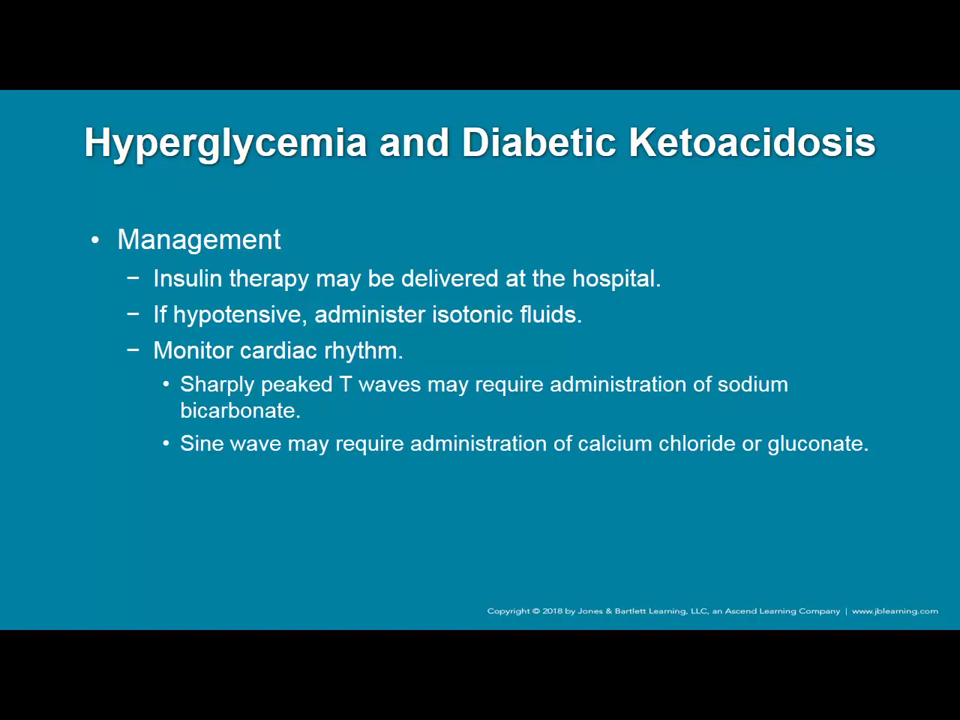 Hyperglycemia and Diabetic Ketoacidosis
• Management
– Insulin therapy may be delivered at the hospital.
– If hypotensive, administer isotonic fluids.
– Monitor cardiac rhythm.
• Sharply peaked T waves may require administration of sodium
bicarbonate.
• Sine wave may require administration of calcium chloride or gluconate.
Copyright © 2018 by Jones & Bartlett Learning, LLC, an Ascend Learning Company | www.jblearning.com